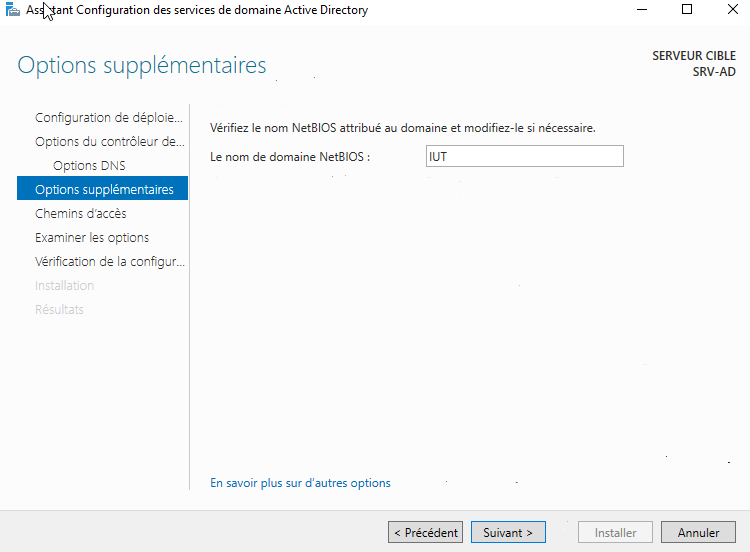 Assistant Configuration des services de domaine Active Directory
Options supplémentaires
SERVEUR CIBLE
SRV-AD
Configuration de déploie...
Options du contrôleur de...
Options DNS
Options supplémentaires
Chemins d'accès
Examiner les options
Vérification de la configur...
Installation
Résultats
Vérifiez le nom NetBIOS attribué au domaine et modifiez-le si nécessaire.
Le nom de domaine NetBIOS : IUT
En savoir plus sur d'autres options
< Précédent Suivant > Installer Annuler